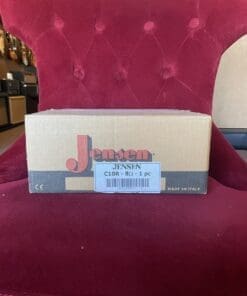 Jensen
JENSEN
C10R - 8Ω - 1 pc
CE
MADE IN ITALY